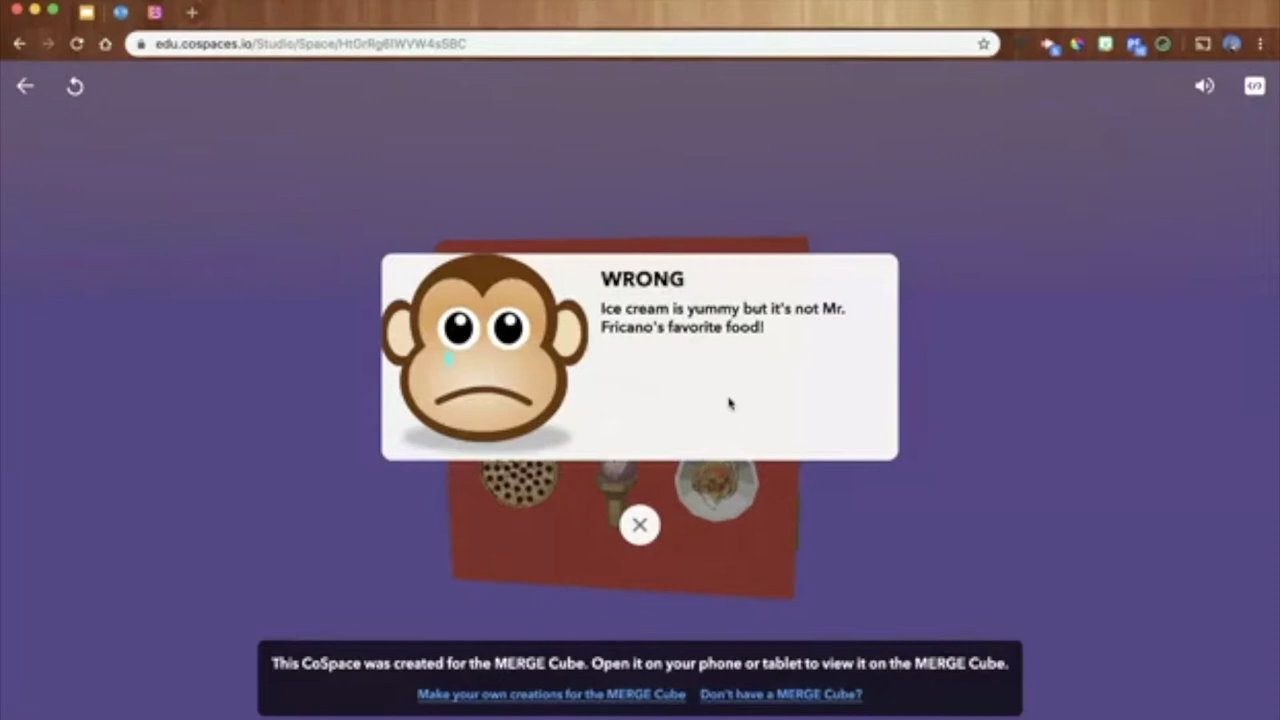 edu.cospaces.io/Studio/Space/
WRONG
Ice cream is yummy but it's not Mr.
Fricano's favorite food!
This CoSpace was created for the MERGE Cube. Open it on your phone or tablet to view it on the MERGE Cube.
Make your own creations for the MERGE Cube
Don't have a MERGE Cube?